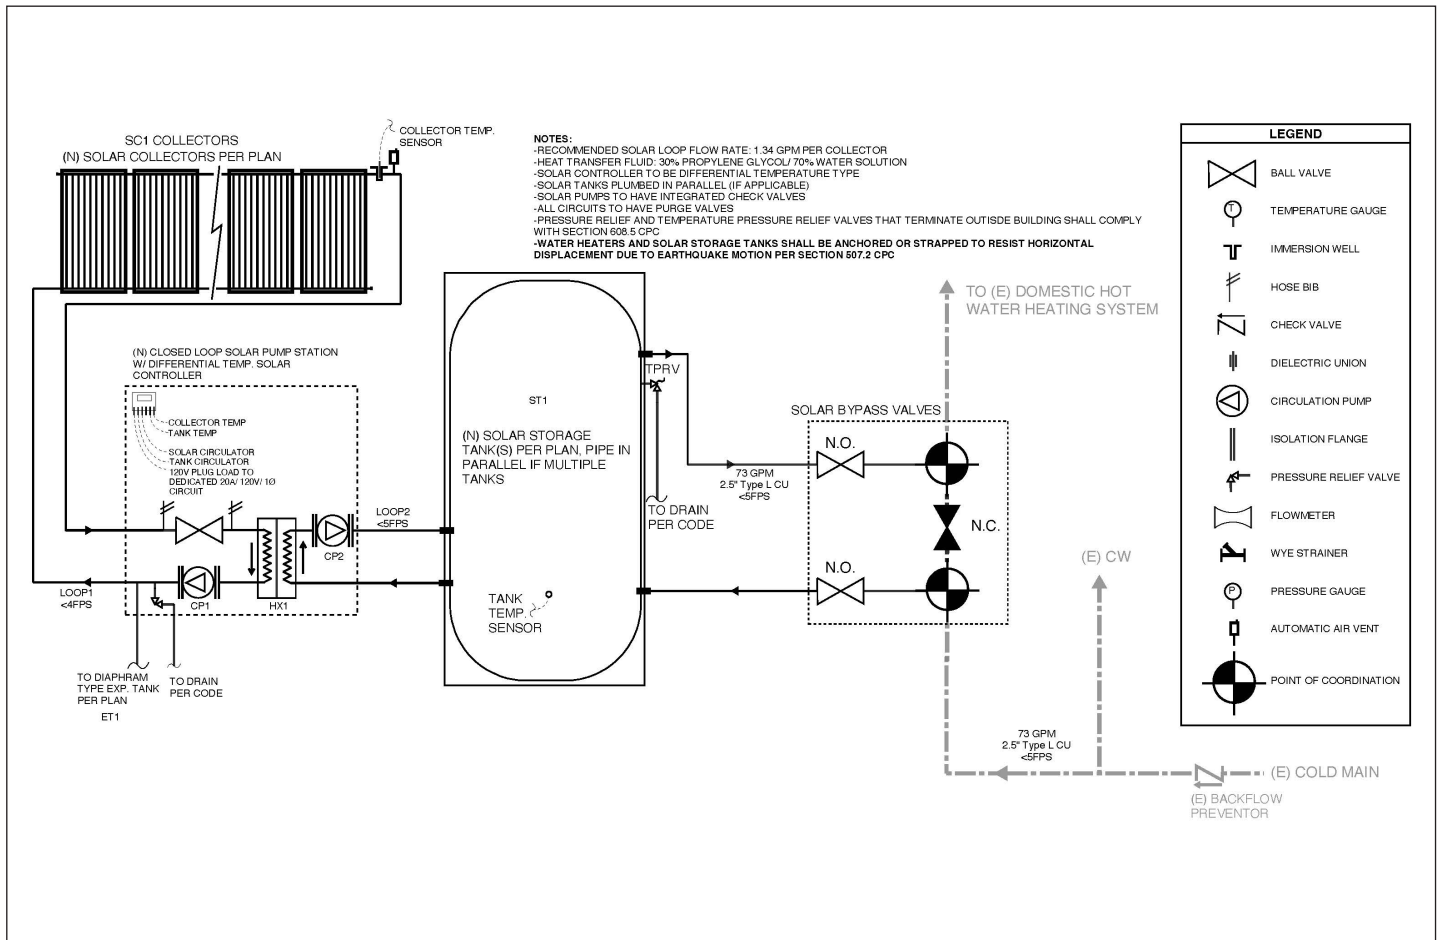 SC1 COLLECTORS
(N) SOLAR COLLECTORS PER PLAN
COLLECTOR TEMP.
SENSOR
NOTES:
-RECOMMENDED SOLAR LOOP FLOW RATE: 1.34 GPM PER COLLECTOR
-HEAT TRANSFER FLUID: 30% PROPYLENE GLYCOL/ 70% WATER SOLUTION
-SOLAR CONTROLLER TO BE DIFFERENTIAL TEMPERATURE TYPE
-SOLAR TANKS PLUMBED IN PARALLEL (IF APPLICABLE)
-SOLAR PUMPS TO HAVE INTEGRATED CHECK VALVES
-ALL CIRCUITS TO HAVE PURGE VALVES
-PRESSURE RELIEF AND TEMPERATURE PRESSURE RELIEF VALVES THAT TERMINATE OUTISDE BUILDING SHALL COMPLY
WITH SECTION 608.5 CPC
-WATER HEATERS AND SOLAR STORAGE TANKS SHALL BE ANCHORED OR STRAPPED TO RESIST HORIZONTAL
DISPLACEMENT DUE TO EARTHQUAKE MOTION PER SECTION 507.2 CPC
(N) CLOSED LOOP SOLAR PUMP STATION
W/ DIFFERENTIAL TEMP. SOLAR
CONTROLLER
COLLECTOR TEMP
TANK TEMP
SOLAR CIRCULATOR
TANK CIRCULATOR
120V PLUG LOAD TO
DEDICATED 20A/ 120V/ 1Ø
CIRCUIT
LOOP2
<5FPS
CP2
LOOP1
<4FPS
CP1
HX1
TO DIAPHRAM
TYPE EXP. TANK
PER PLAN
ET1
TO DRAIN
PER CODE
ST1
(N) SOLAR STORAGE
TANK(S) PER PLAN, PIPE IN
PARALLEL IF MULTIPLE
TANKS
TANK
TEMP.
SENSOR
TPRV
TO DRAIN
PER CODE
73 GPM
2.5" Type L CU
<5FPS
TO (E) DOMESTIC HOT
WATER HEATING SYSTEM
SOLAR BYPASS VALVES
N.O.
N.C.
N.O.
(E) CW
73 GPM
2.5" Type L CU
<5FPS
(E) COLD MAIN
(E) BACKFLOW
PREVENTOR
LEGEND
BALL VALVE
T
TEMPERATURE GAUGE
IMMERSION WELL
HOSE BIB
CHECK VALVE
DIELECTRIC UNION
CIRCULATION PUMP
ISOLATION FLANGE
PRESSURE RELIEF VALVE
FLOWMETER
WYE STRAINER
P
PRESSURE GAUGE
AUTOMATIC AIR VENT
POINT OF COORDINATION